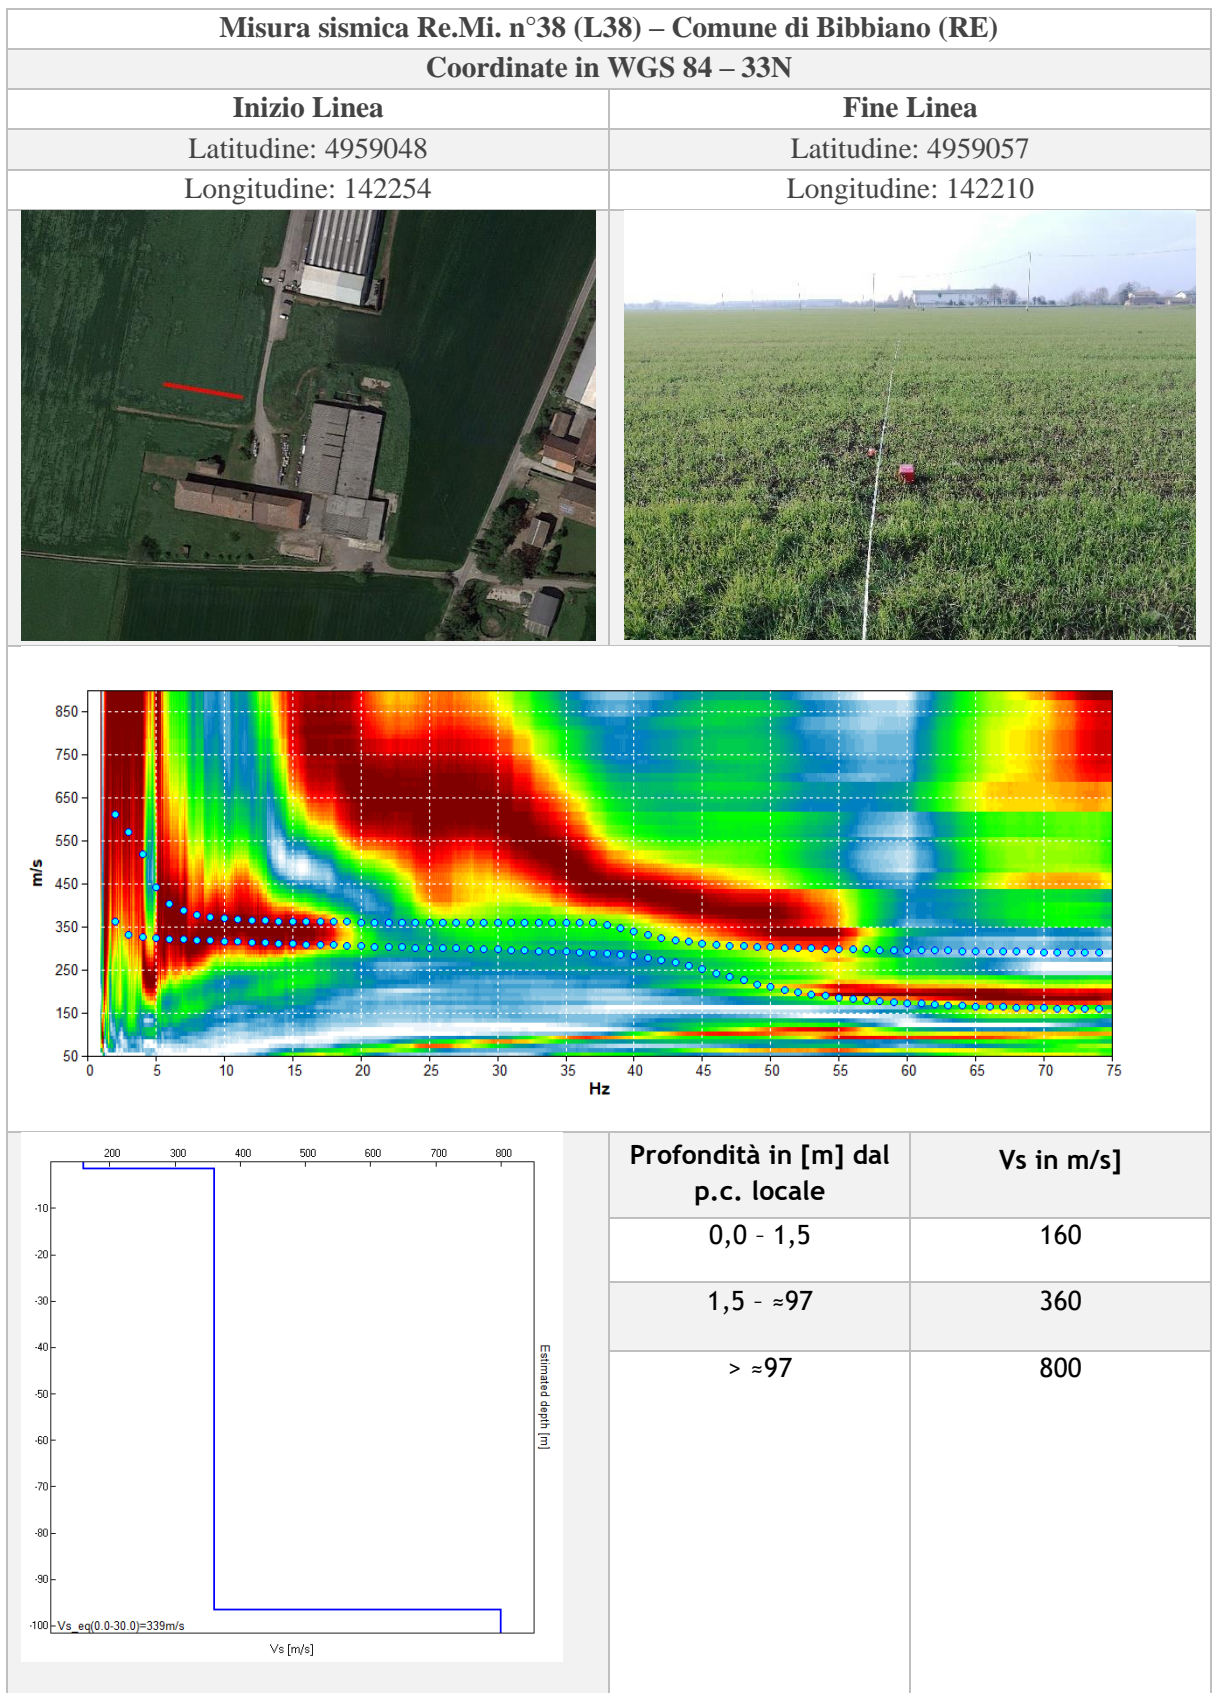 Misura sismica Re.Mi. n°38 (L38) – Comune di Bibbiano (RE)
Coordinate in WGS 84 – 33N
Inizio Linea
Fine Linea
Latitudine: 4959048
Latitudine: 4959057
Longitudine: 142254
Longitudine: 142210
850
750
650
550
450
350
250
150
50
m/s
0 5 10 15 20 25 30 35 40 45 50 55 60 65 70 75
Hz
200 300 400 500 600 700 800
-10
-20
-30
-40
-50
-60
-70
-80
-90
-100
Estimated depth [m]
Vs_eq(0.0-30.0)=339m/s
Vs [m/s]
Profondità in [m] dal
p.c. locale
Vs in m/s]
0,0 – 1,5
160
1,5 – ≈97
360
> ≈97
800